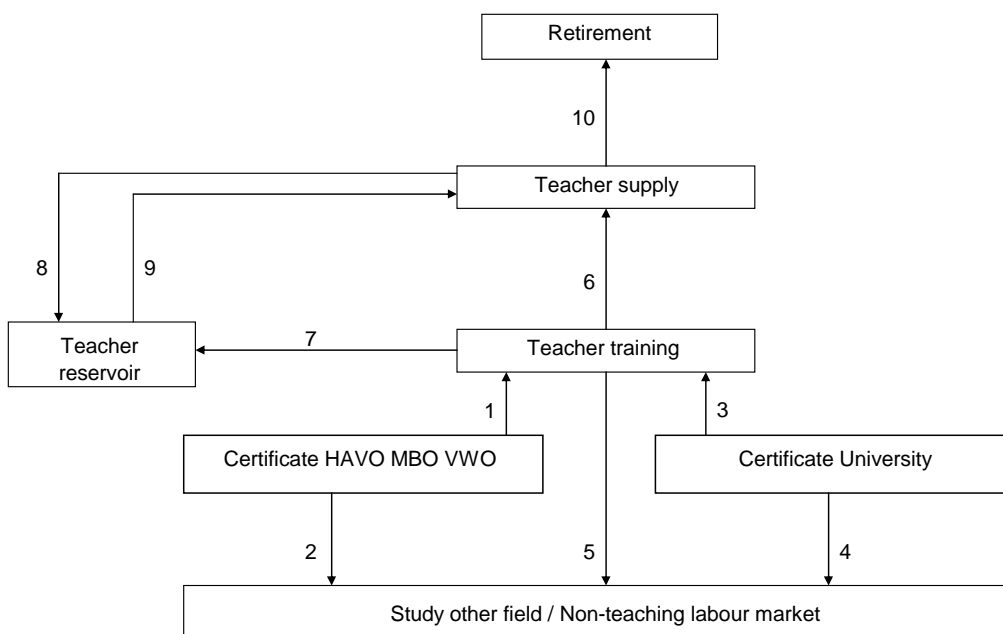 Retirement
10
Teacher supply
8
9
6
Teacher
reservoir
7
Teacher training
1
3
Certificate HAVO MBO VWO
Certificate University
2
5
4
Study other field / Non-teaching labour market